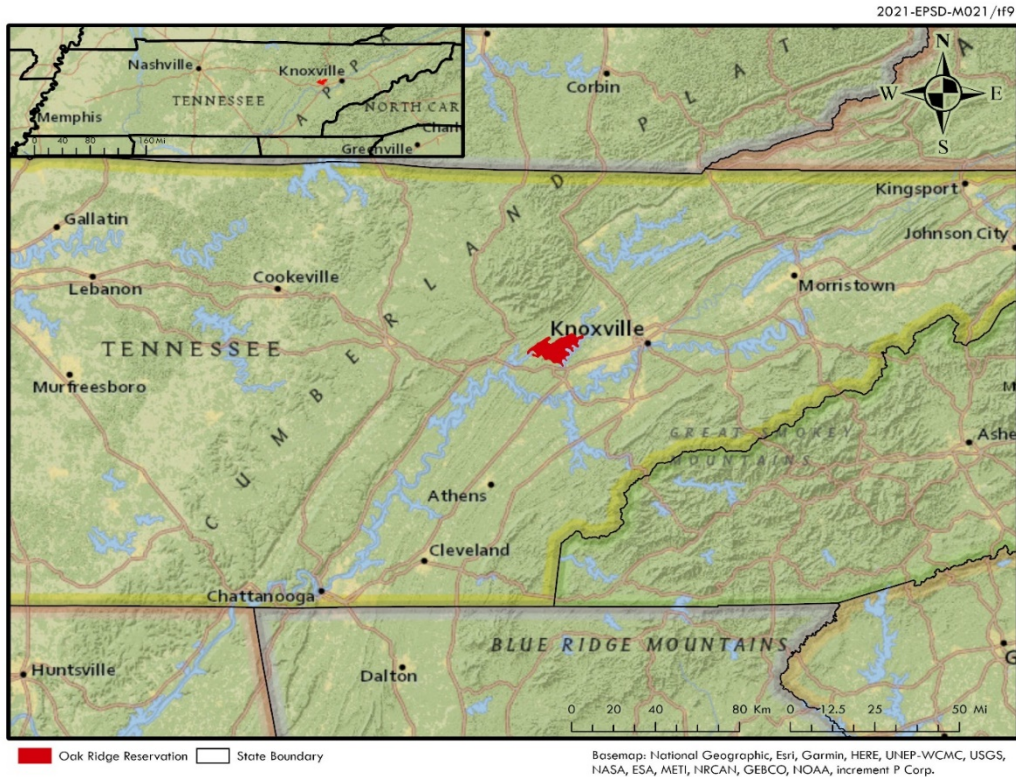 2021-EPSD-M021/tf9
Nashville
Knoxville
TENNESSEE
NORTH CAR
A P P
Memphis
Charl
Greenville
0 40 80 160 Mi
A T
Corbin
L A
P
N
W E
S
Kingsport
Gallatin
Johnson City
Lebanon
Cookeville
Morristown
CUMBERLAND
Knoxville
TENNESSEE
Murfreesboro
GREAT SMOKEY
MOUNTAINS
Ashe
Athens
Cleveland
Chattanooga
BLUE RIDGE MOUNTAINS
Huntsville
Dalton
G
0 20 40 80 Km
0 12.5 25 50 Mi
Oak Ridge Reservation
State Boundary
Basemap: National Geographic, Esri, Garmin, HERE, UNEP-WCMC, USGS,
NASA, ESA, METI, NRCAN, GEBCO, NOAA, increment P Corp.